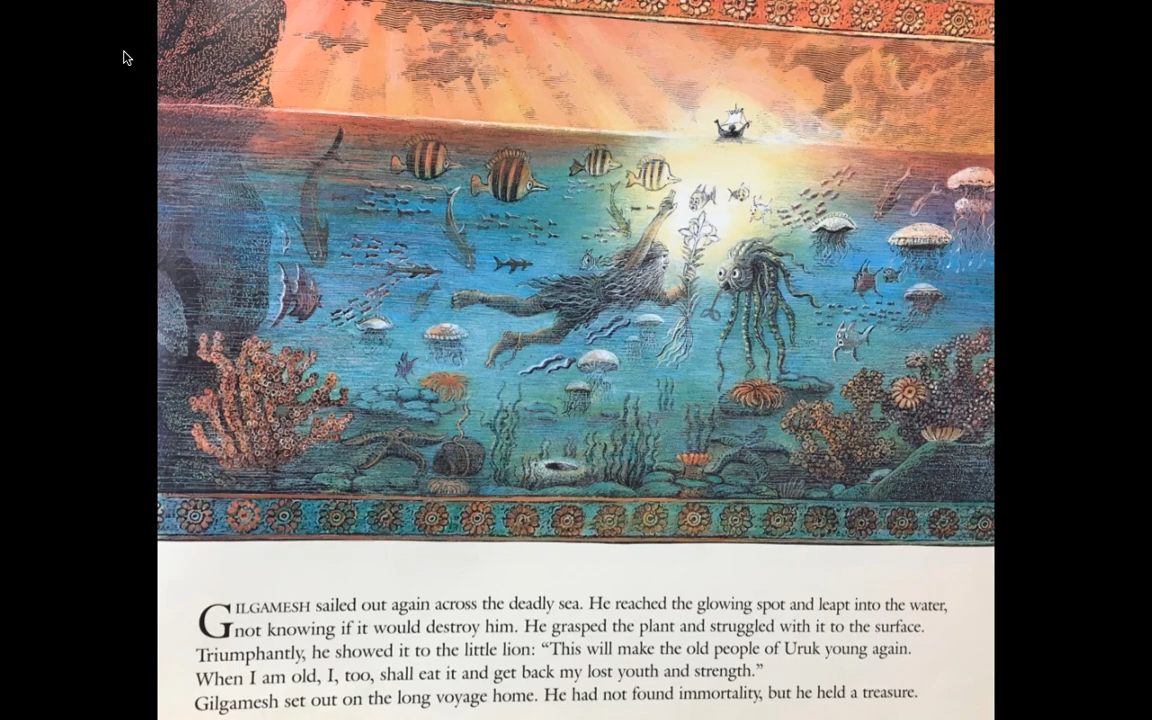 GILGAMESH sailed out again across the deadly sea. He reached the glowing spot and leapt into the water,
not knowing if it would destroy him. He grasped the plant and struggled with it to the surface.
Triumphantly, he showed it to the little lion: “This will make the old people of Uruk young again.
When I am old, I, too, shall eat it and get back my lost youth and strength.”
Gilgamesh set out on the long voyage home. He had not found immortality, but he held a treasure.